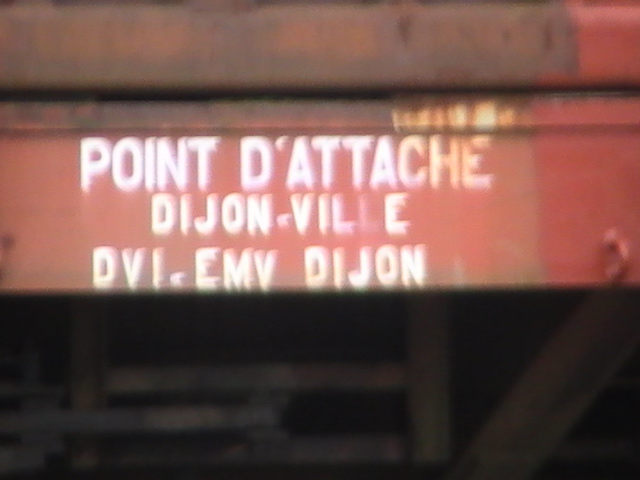 POINT D'ATTACHE
DIJON-VILLE
DVI-EMV DIJON